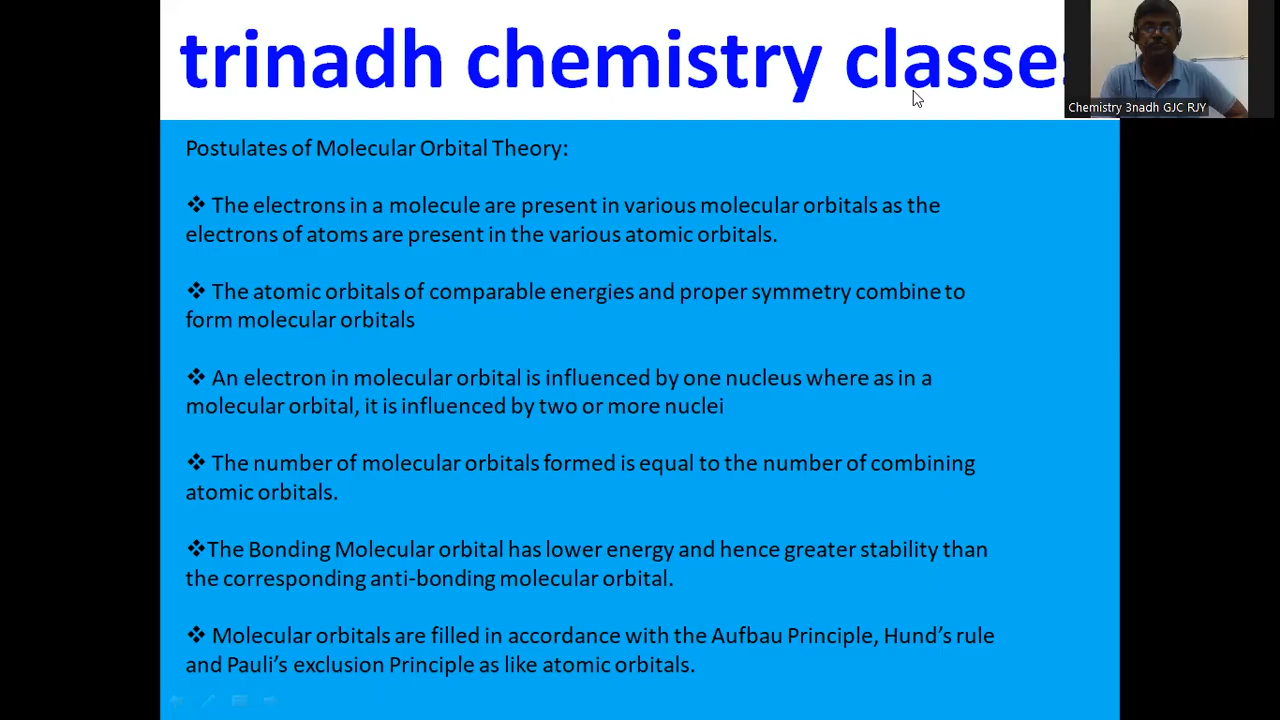 trinadh chemistry classes
Chemistry 3nadh GJC RJY
Postulates of Molecular Orbital Theory:
❖ The electrons in a molecule are present in various molecular orbitals as the
electrons of atoms are present in the various atomic orbitals.
❖ The atomic orbitals of comparable energies and proper symmetry combine to
form molecular orbitals
❖ An electron in molecular orbital is influenced by one nucleus where as in a
molecular orbital, it is influenced by two or more nuclei
❖ The number of molecular orbitals formed is equal to the number of combining
atomic orbitals.
❖The Bonding Molecular orbital has lower energy and hence greater stability than
the corresponding anti-bonding molecular orbital.
❖ Molecular orbitals are filled in accordance with the Aufbau Principle, Hund’s rule
and Pauli’s exclusion Principle as like atomic orbitals.